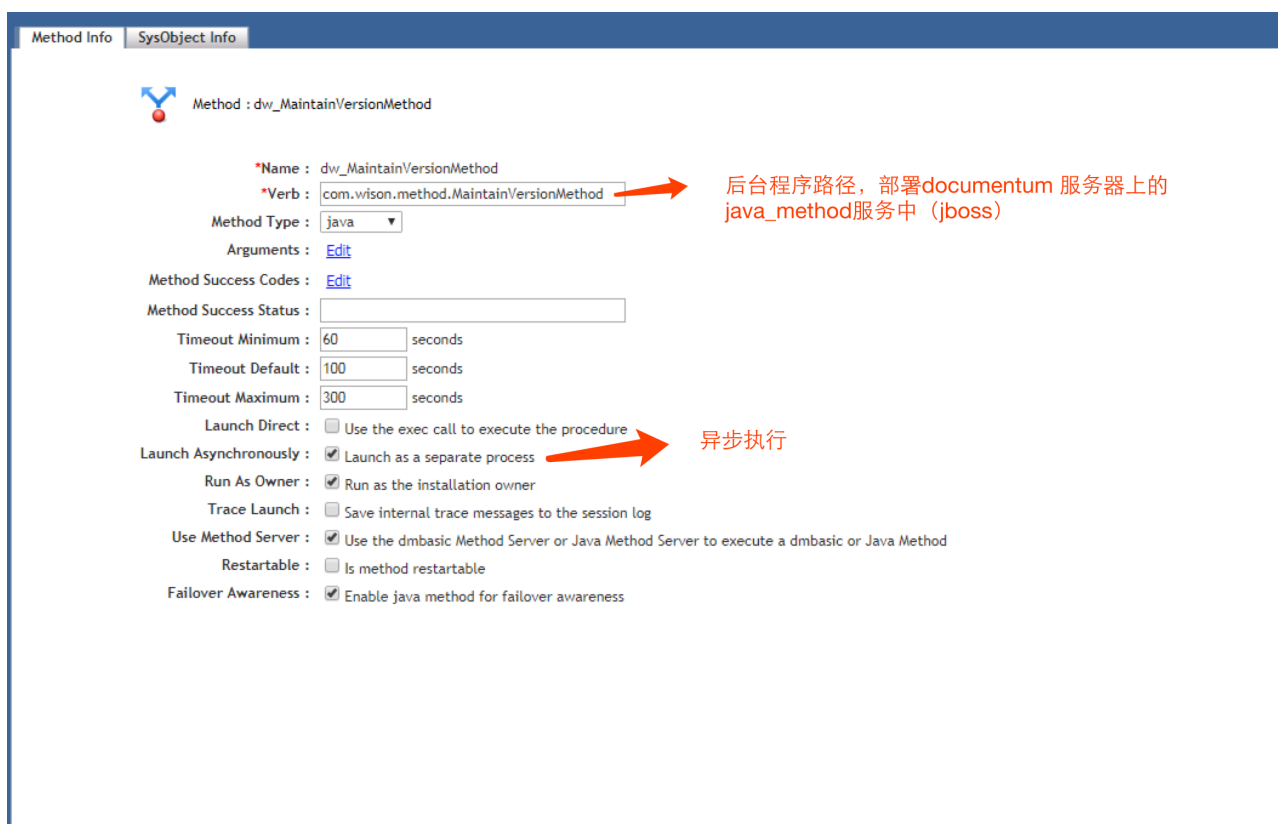 Method Info SysObject Info
Method : dw_MaintainVersionMethod
*Name : dw_MaintainVersionMethod
*Verb : com.wison.method.MaintainVersionMethod
后台程序路径，部署documentum 服务器上的
java_method服务中（jboss）
Method Type : java
Arguments : Edit
Method Success Codes : Edit
Method Success Status :
Timeout Minimum : 60 seconds
Timeout Default : 100 seconds
Timeout Maximum : 300 seconds
Launch Direct : Use the exec call to execute the procedure
Launch Asynchronously : Launch as a separate process
异步执行
Run As Owner : Run as the installation owner
Trace Launch : Save internal trace messages to the session log
Use Method Server : Use the dmbasic Method Server or Java Method Server to execute a dmbasic or Java Method
Restartable : Is method restartable
Failover Awareness : Enable java method for failover awareness